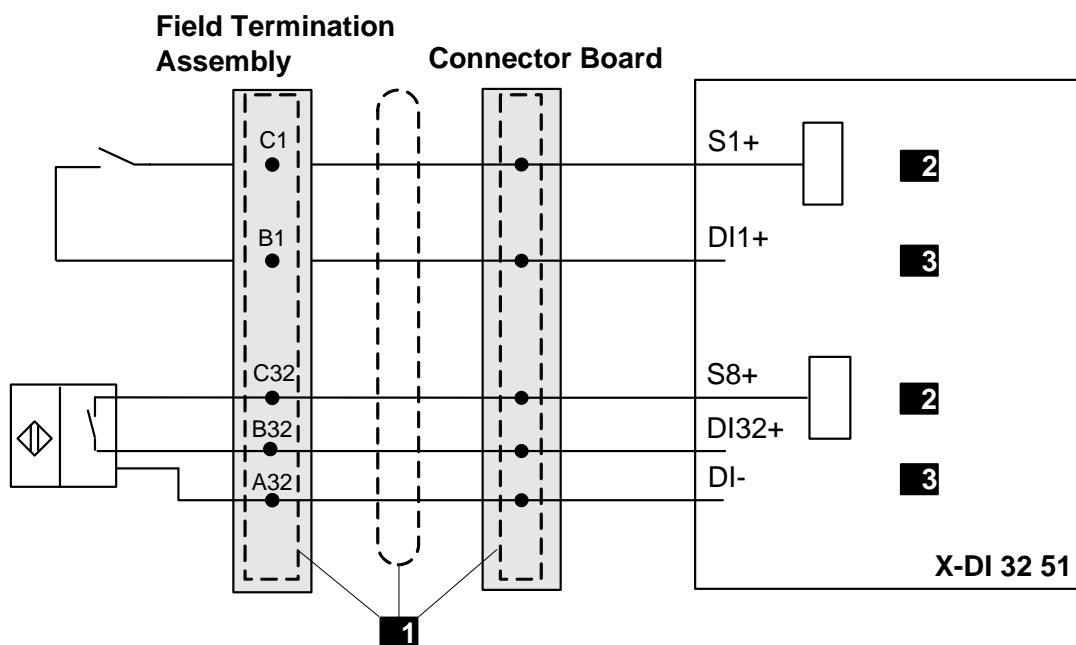 Field Termination
Assembly
Connector Board
C1
S1+
2
B1
DI1+
3
C32
S8+
2
B32
DI32+
A32
DI-
3
X-DI 32 51
1